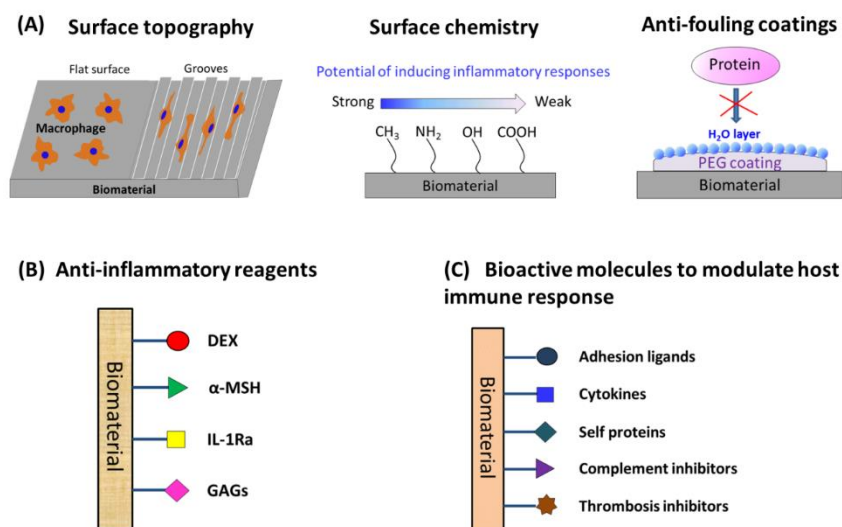 (A) Surface topography
Flat surface
Grooves
Macrophage
Biomaterial
Surface chemistry
Potential of inducing inflammatory responses
Strong
Weak
CH₃ NH₂ OH COOH
Biomaterial
Anti-fouling coatings
Protein
H₂O layer
PEG coating
Biomaterial
(B) Anti-inflammatory reagents
Biomaterial
DEX
α-MSH
IL-1Ra
GAGs
(C) Bioactive molecules to modulate host
immune response
Biomaterial
Adhesion ligands
Cytokines
Self proteins
Complement inhibitors
Thrombosis inhibitors